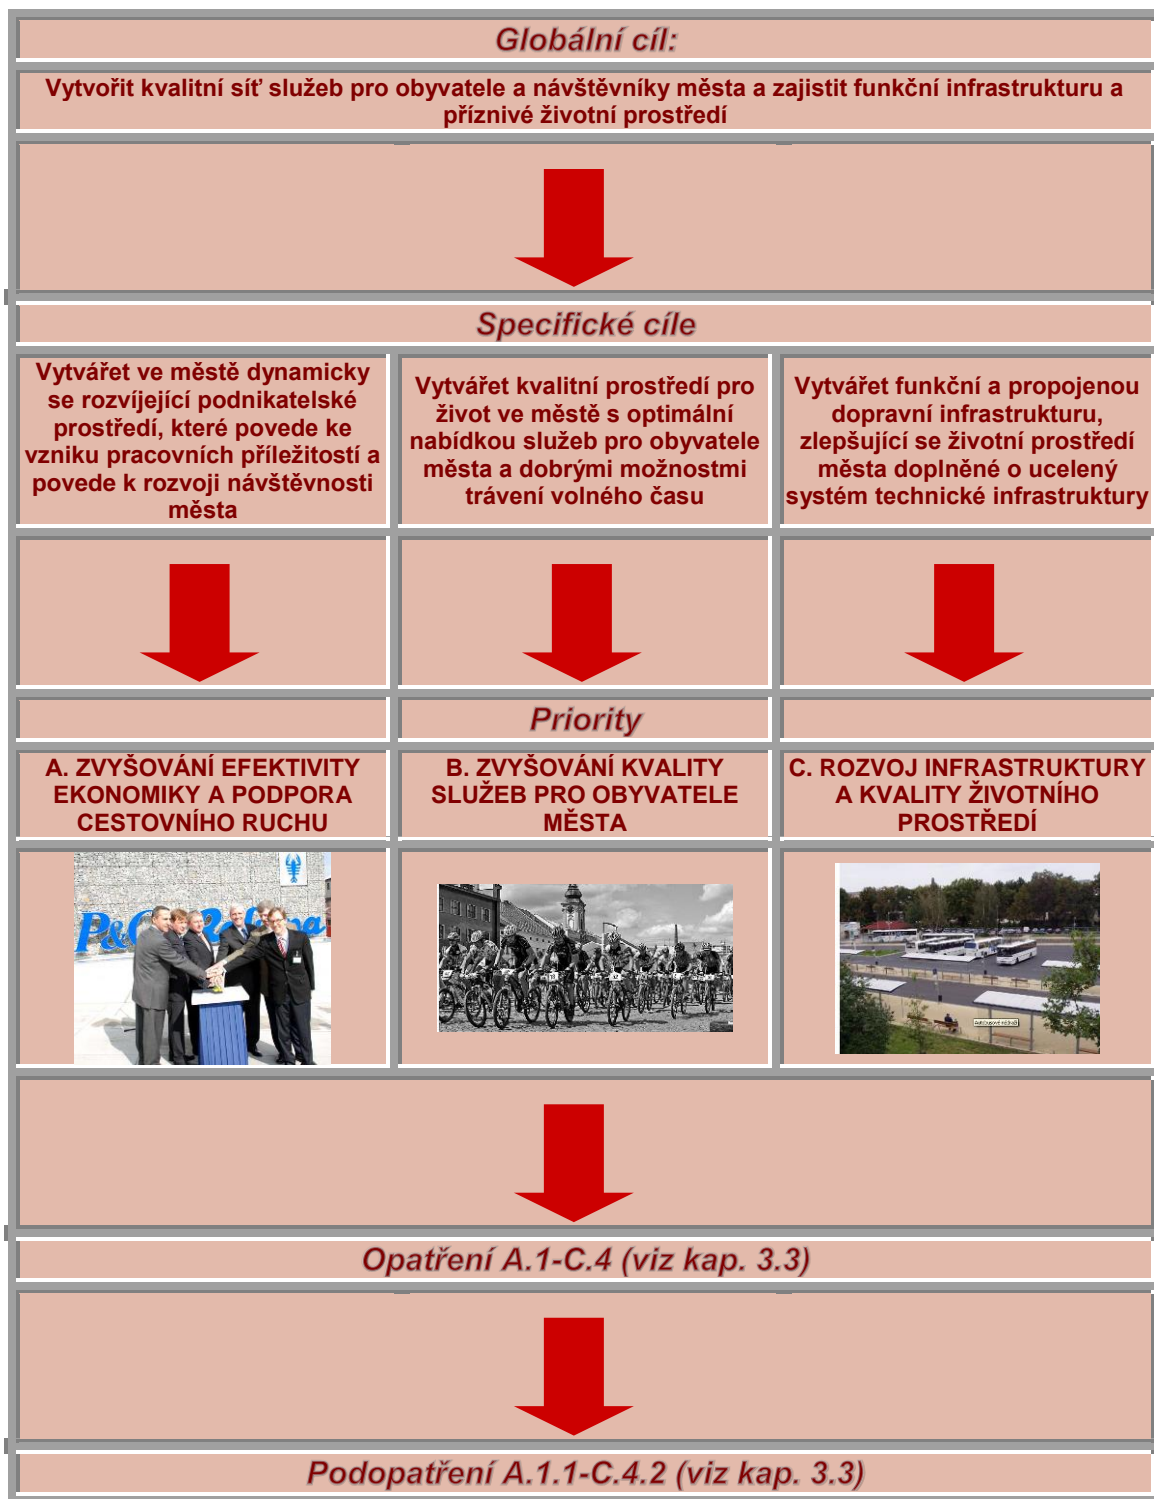 Globální cíl:
Vytvořit kvalitní síť služeb pro obyvatele a návštěvníky města a zajistit funkční infrastrukturu a
příznivé životní prostředí
Specifické cíle
Vytvářet ve městě dynamicky
se rozvíjející podnikatelské
prostředí, které povede ke
vzniku pracovních příležitostí a
povede k rozvoji návštěvnosti
města
Vytvářet kvalitní prostředí pro
život ve městě s optimální
nabídkou služeb pro obyvatele
města a dobrými možnostmi
trávení volného času
Vytvářet funkční a propojenou
dopravní infrastrukturu,
zlepšující se životní prostředí
města doplněné o ucelený
systém technické infrastruktury
Priority
A. ZVYŠOVÁNÍ EFEKTIVITY
EKONOMIKY A PODPORA
CESTOVNÍHO RUCHU
B. ZVYŠOVÁNÍ KVALITY
SLUŽEB PRO OBYVATELE
MĚSTA
C. ROZVOJ INFRASTRUKTURY
A KVALITY ŽIVOTNÍHO
PROSTŘEDÍ
Autobusové nádraží
Opatření A.1-C.4 (viz kap. 3.3)
Podopatření A.1.1-C.4.2 (viz kap. 3.3)